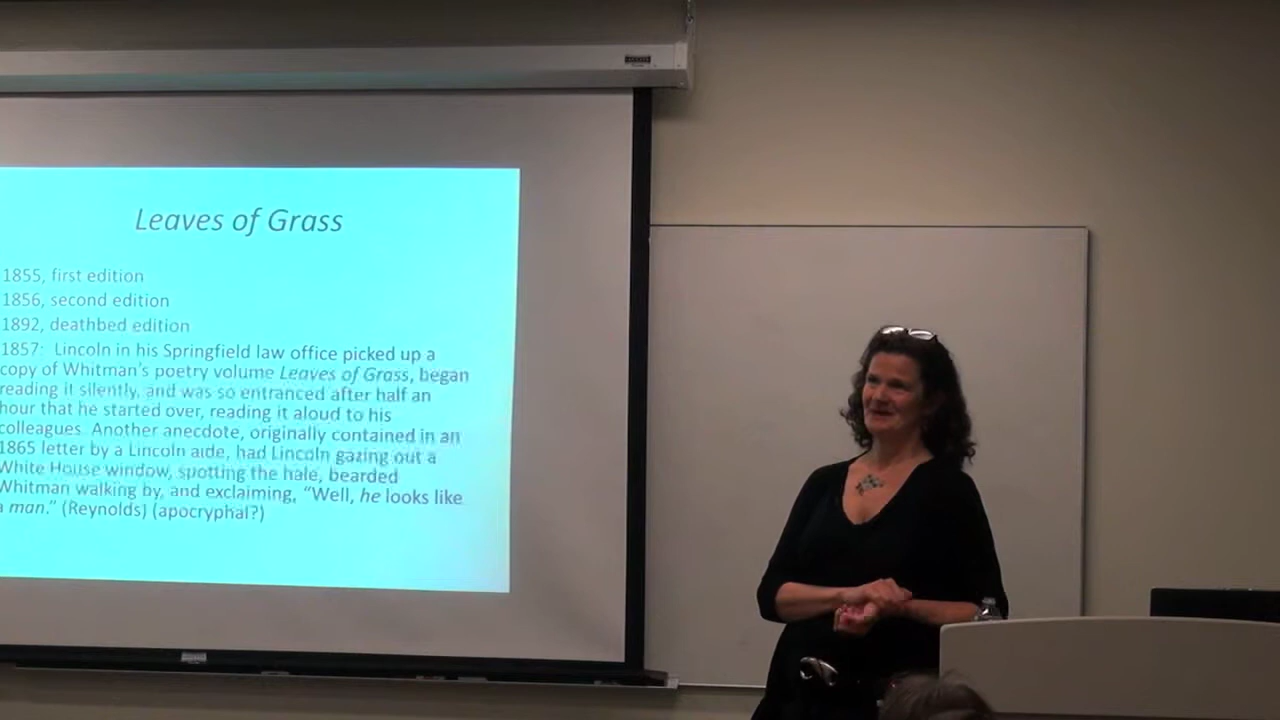 Leaves of Grass
1855, first edition
1856, second edition
1892, deathbed edition
1857: Lincoln in his Springfield law office picked up a
copy of Whitman's poetry volume Leaves of Grass, began
reading it silently, and was so entranced after half an
hour that he started over, reading it aloud to his
colleagues. Another anecdote, originally contained in an
1865 letter by a Lincoln aide, had Lincoln gazing out a
White House window, spotting the hale, bearded
Whitman walking by, and exclaiming, “Well, he looks like
a man.” (Reynolds) (apocryphal?)